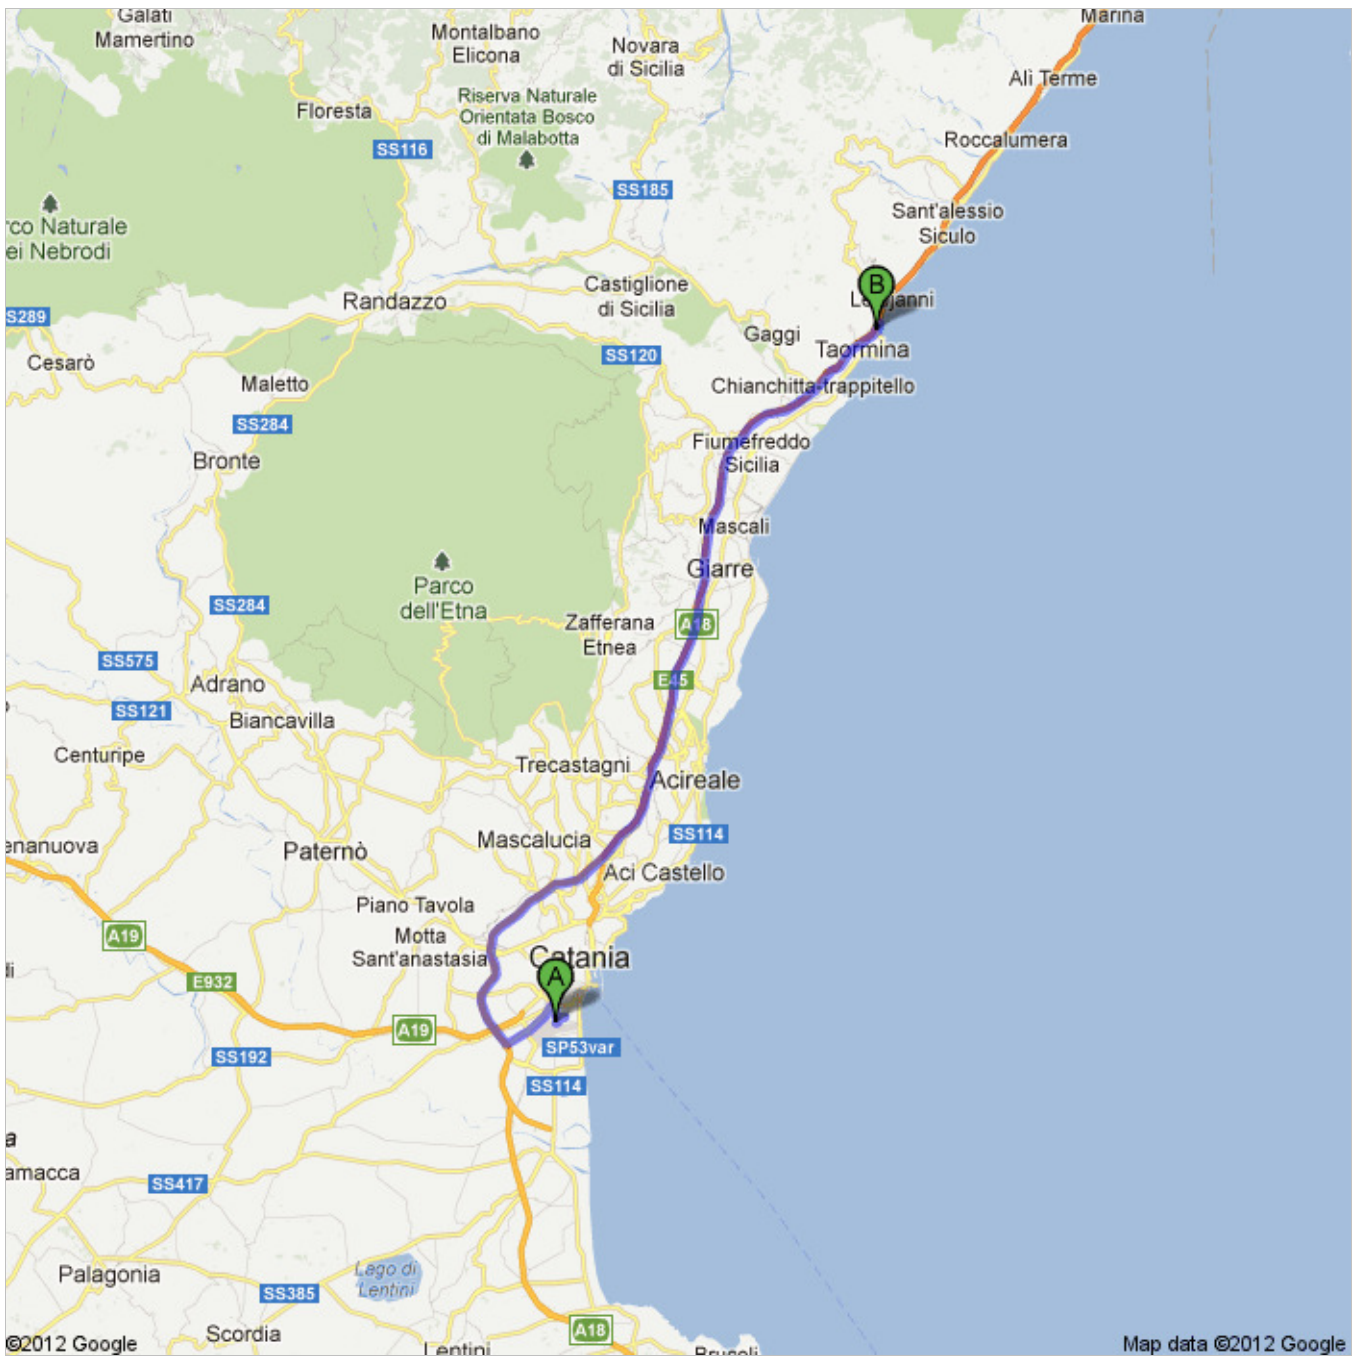 Galati
Mamertino
Montalbano
Elicona
Novara
di Sicilia
Marina
Alì Terme
Floresta
Riserva Naturale
Orientata Bosco
di Malabotta
SS116
Roccalumera
SS185
rco Naturale
ei Nebrodi
Sant'alessio
Siculo
Castiglione
di Sicilia
B
Randazzo
SS289
Gaggi
Taormina
Cesarò
SS120
Maletto
Chianchitta-trappitello
SS284
Bronte
Fiumefreddo
Sicilia
Mascali
Giarre
Parco
dell'Etna
SS284
Zafferana
Etnea
A18
SS575
E45
Adrano
SS121
Biancavilla
Centuripe
Trecastagni
Acireale
SS114
Mascalucia
enanuova
Paternò
Aci Castello
Piano Tavola
A19
Motta
Sant'anastasia
Catania
di
E932
A
A19
SP53var
SS192
SS114
a
amacca
SS417
Palagonia
Lago di
Lentini
SS385
A18
Scordia
©2012 Google
Lentini
Map data ©2012 Google